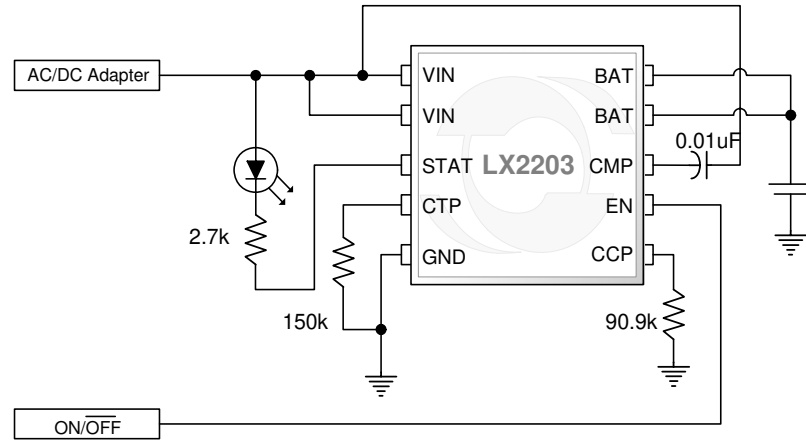 AC/DC Adapter
VIN
BAT
VIN
BAT
0.01uF
STAT
LX2203
CMP
CTP
EN
2.7k
GND
CCP
150k
90.9k
ON/OFF